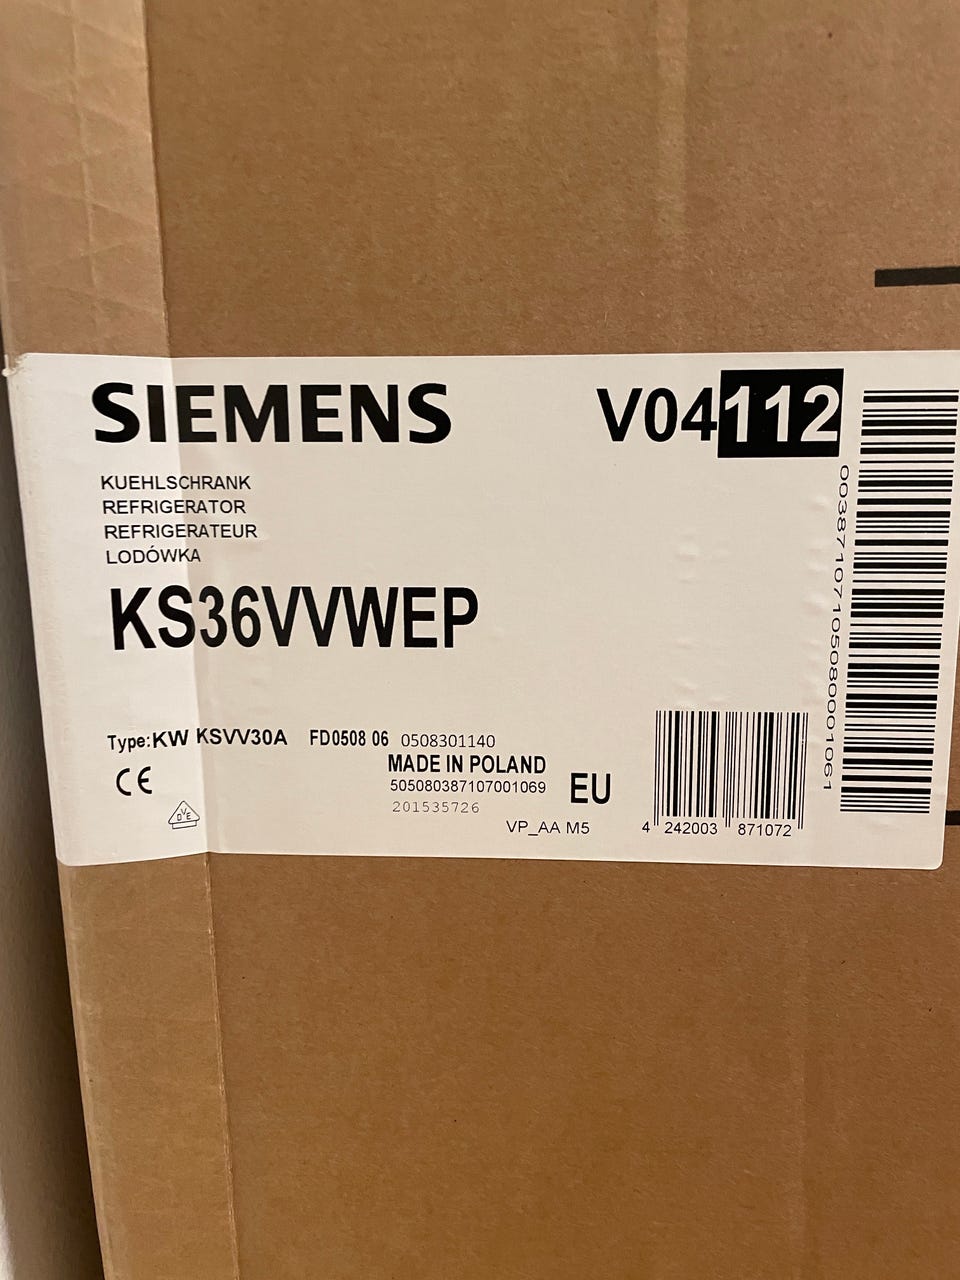 SIEMENS
V04112
KUEHLSCHRANK
REFRIGERATOR
REFRIGERATEUR
LODÓWKA
KS36VVWEP
Type:KW KSVV30A FD0508 06 0508301140
MADE IN POLAND
505080387107001069
201535726
CE
DVE
EU
VP_AA M5
4 242003 871072